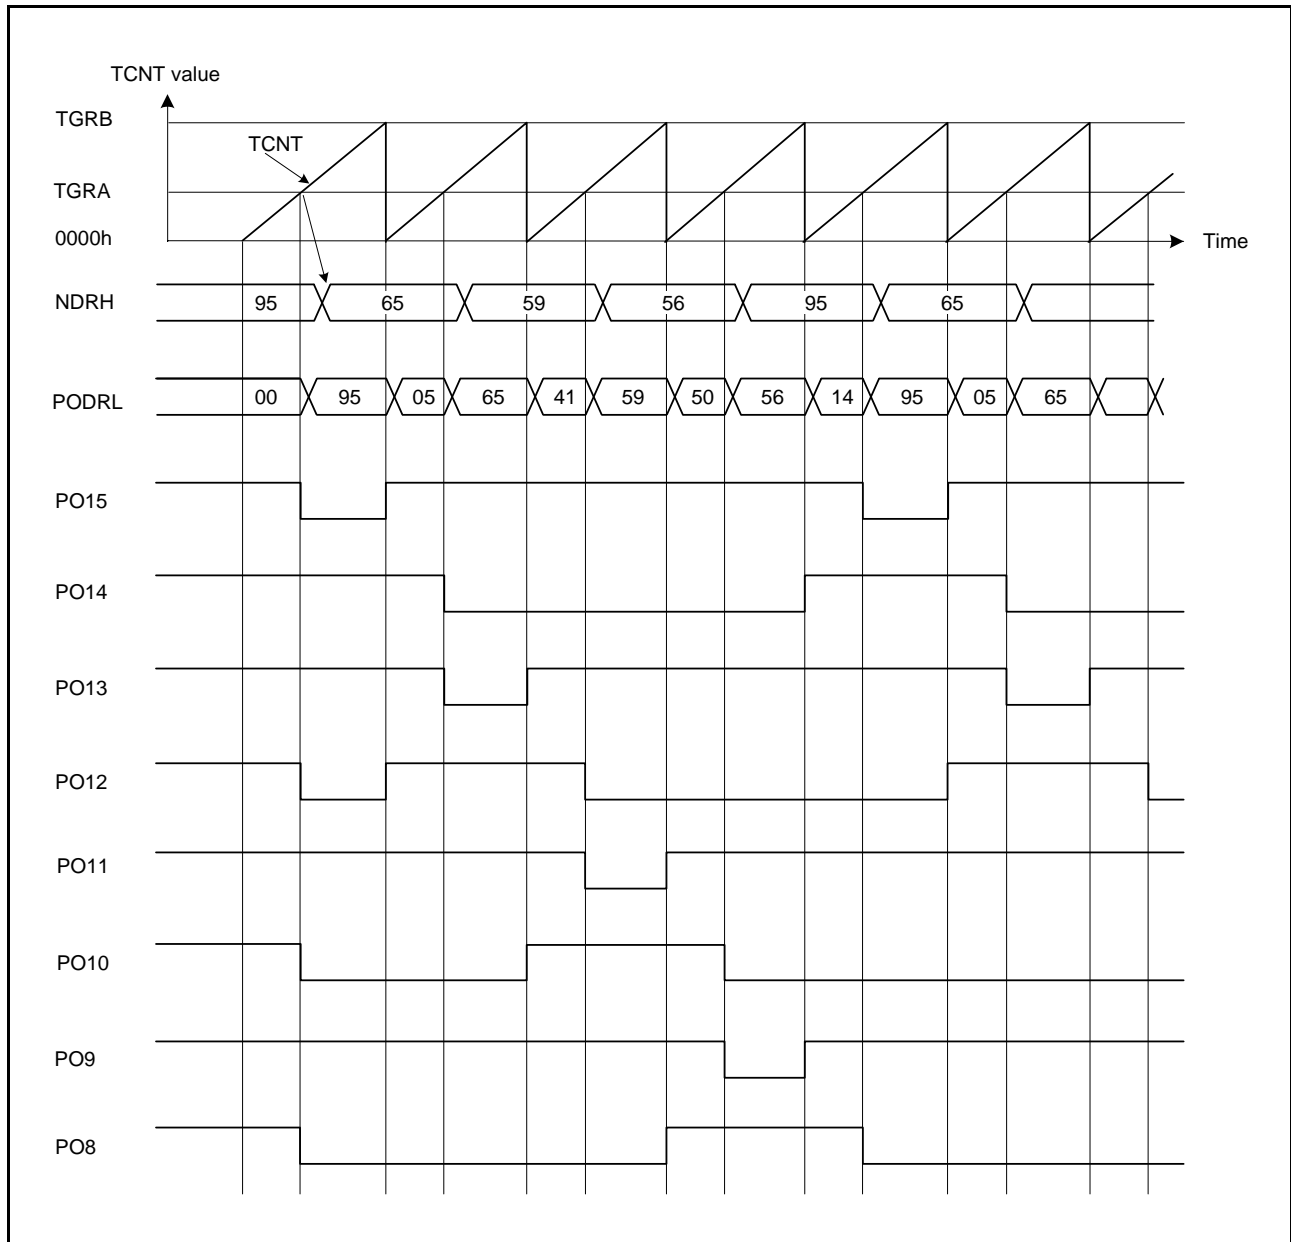 TCNT value
TGRB
TCNT
TGRA
0000h
Time
NDRH 95 65 59 56 95 65
PODRL 00 95 05 65 41 59 50 56 14 95 05 65
PO15
PO14
PO13
PO12
PO11
PO10
PO9
PO8